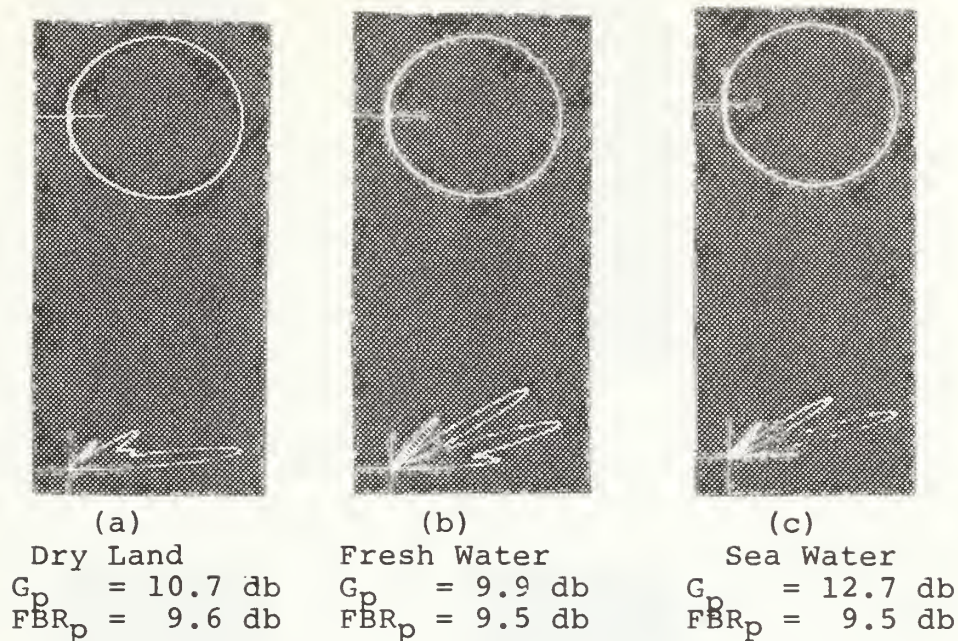 (a) (b) (c)
Dry Land Fresh Water Sea Water
Gp = 10.7 db Gp = 9.9 db Gp = 12.7 db
FBRp = 9.6 db FBRp = 9.5 db FBRp = 9.5 db